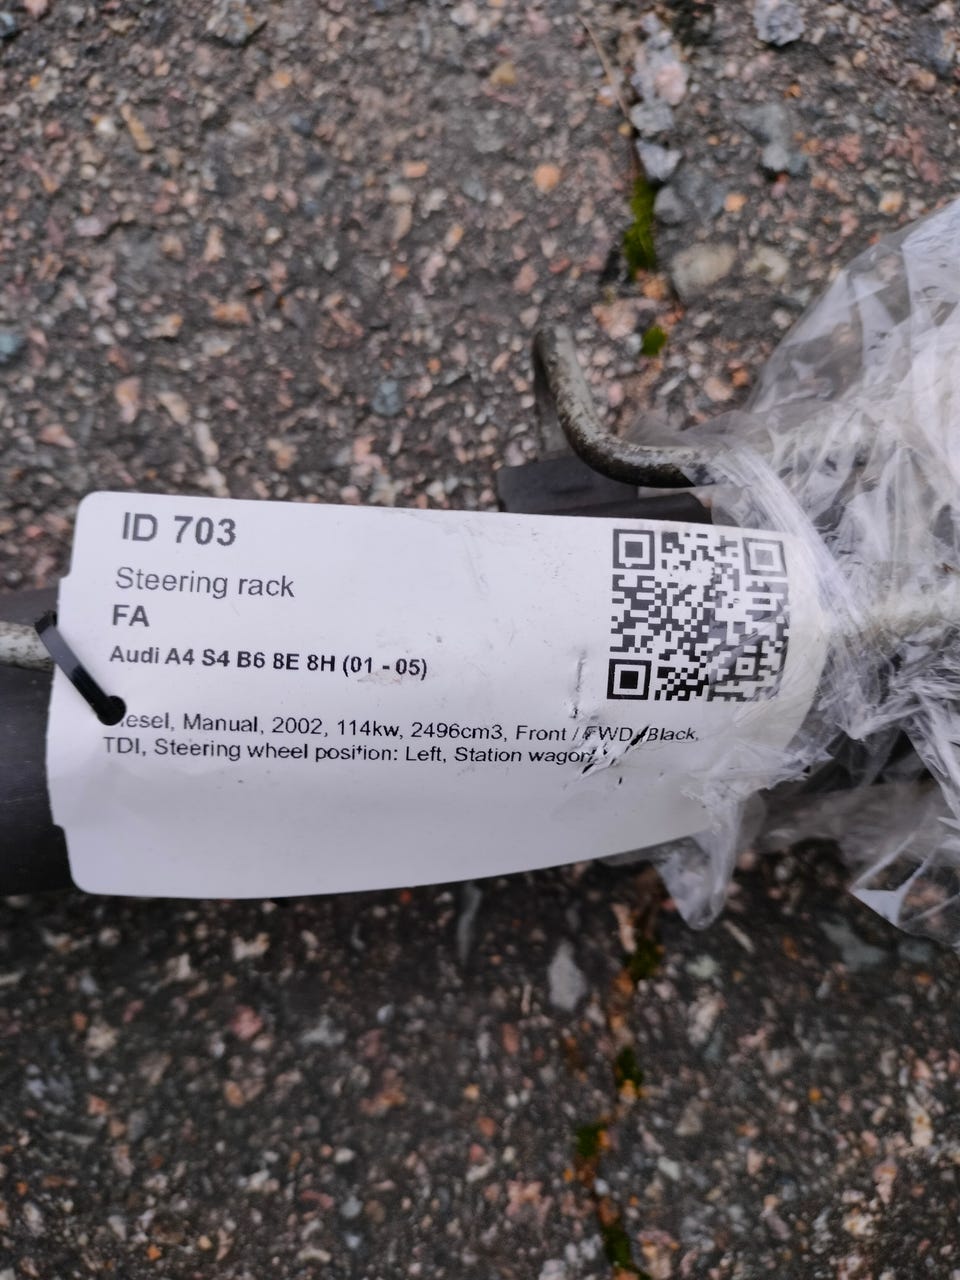 ID 703
Steering rack
FA
Audi A4 S4 B6 8E 8H (01 - 05)
iesel, Manual, 2002, 114kw, 2496cm3, Front / FWD, Black,
TDI, Steering wheel position: Left, Station wagon